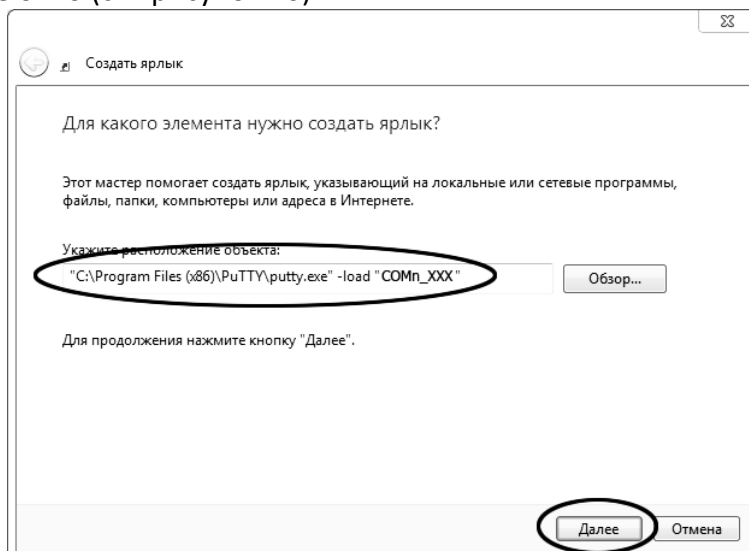 Создать ярлык
Для какого элемента нужно создать ярлык?
Этот мастер помогает создать ярлык, указывающий на локальные или сетевые программы,
файлы, папки, компьютеры или адреса в Интернете.
Укажите расположение объекта:
"C:\Program Files (x86)\PuTTY\putty.exe" -load "COMn_XXX"
Обзор...
Для продолжения нажмите кнопку "Далее".
Далее
Отмена